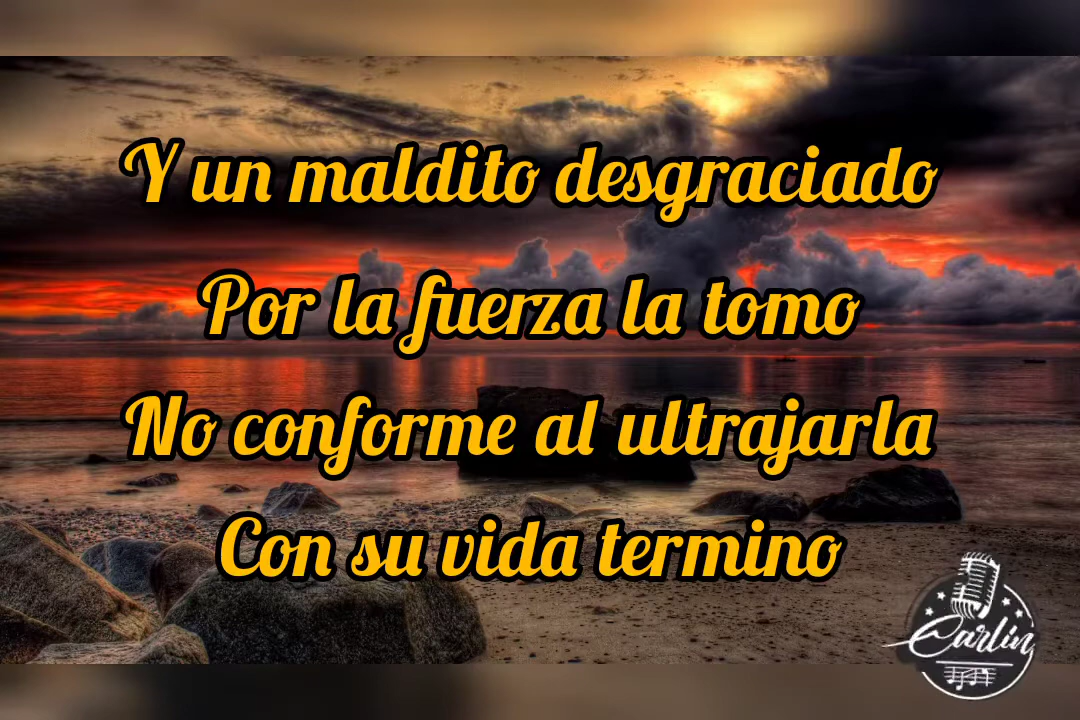 Y un maldito desgraciado
Por la fuerza la tomo
No conforme al ultrajarla
Con su vida termino
Carlin